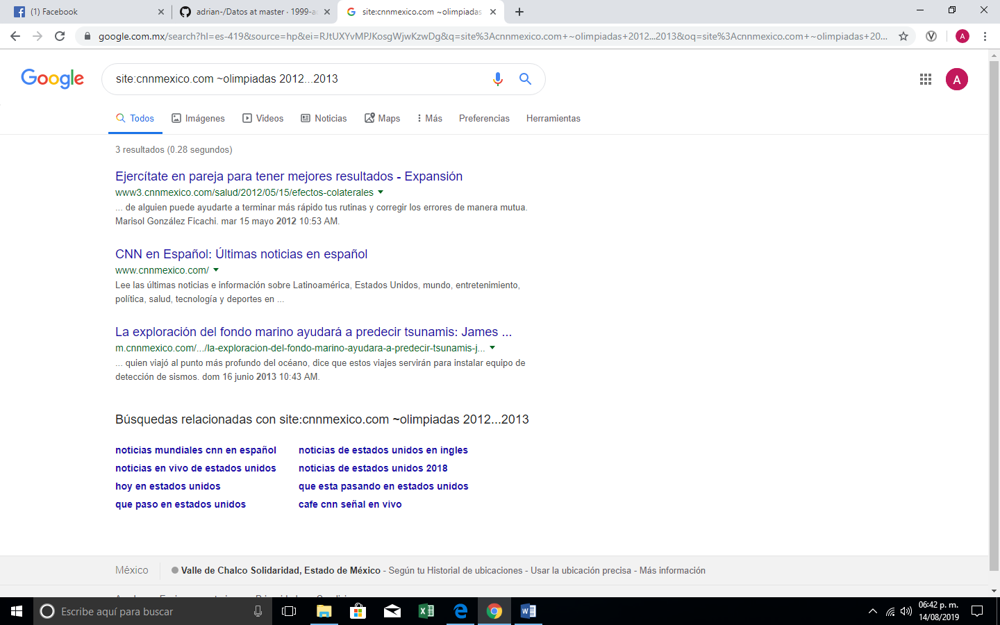 (1) Facebook
adrian-/Datos at master · 1999-a
site:cnnmexico.com ~olimpiadas
google.com.mx/search?hl=es-419&source=hp&ei=RJtUXYvMPJKosgWjwKzwDg&q=site%3Acnnmexico.com+~olimpiadas+2012...2013&oq=site%3Acnnmexico.com+~olimpiadas+20...
A
Google
site:cnnmexico.com ~olimpiadas 2012...2013
A
Todos Imágenes Videos Noticias Maps Más Preferencias Herramientas
3 resultados (0.28 segundos)
Ejercítate en pareja para tener mejores resultados - Expansión
www3.cnnmexico.com/salud/2012/05/15/efectos-colaterales
... de alguien puede ayudarte a terminar más rápido tus rutinas y corregir los errores de manera mutua.
Marisol González Ficachi. mar 15 mayo 2012 10:53 AM.
CNN en Español: Últimas noticias en español
www.cnnmexico.com/
Lee las últimas noticias e información sobre Latinoamérica, Estados Unidos, mundo, entretenimiento,
política, salud, tecnología y deportes en ...
La exploración del fondo marino ayudará a predecir tsunamis: James ...
m.cnnmexico.com/.../la-exploracion-del-fondo-marino-ayudara-a-predecir-tsunamis-j...
... quien viajó al punto más profundo del océano, dice que estos viajes servirán para instalar equipo de
detección de sismos. dom 16 junio 2013 10:43 AM.
Búsquedas relacionadas con site:cnnmexico.com ~olimpiadas 2012...2013
noticias mundiales cnn en español noticias de estados unidos en ingles
noticias en vivo de estados unidos noticias de estados unidos 2018
hoy en estados unidos que esta pasando en estados unidos
que paso en estados unidos cafe cnn señal en vivo
México Valle de Chalco Solidaridad, Estado de México - Según tu Historial de ubicaciones - Usar la ubicación precisa - Más información
Escribe aquí para buscar
06:42 p. m.
14/08/2019